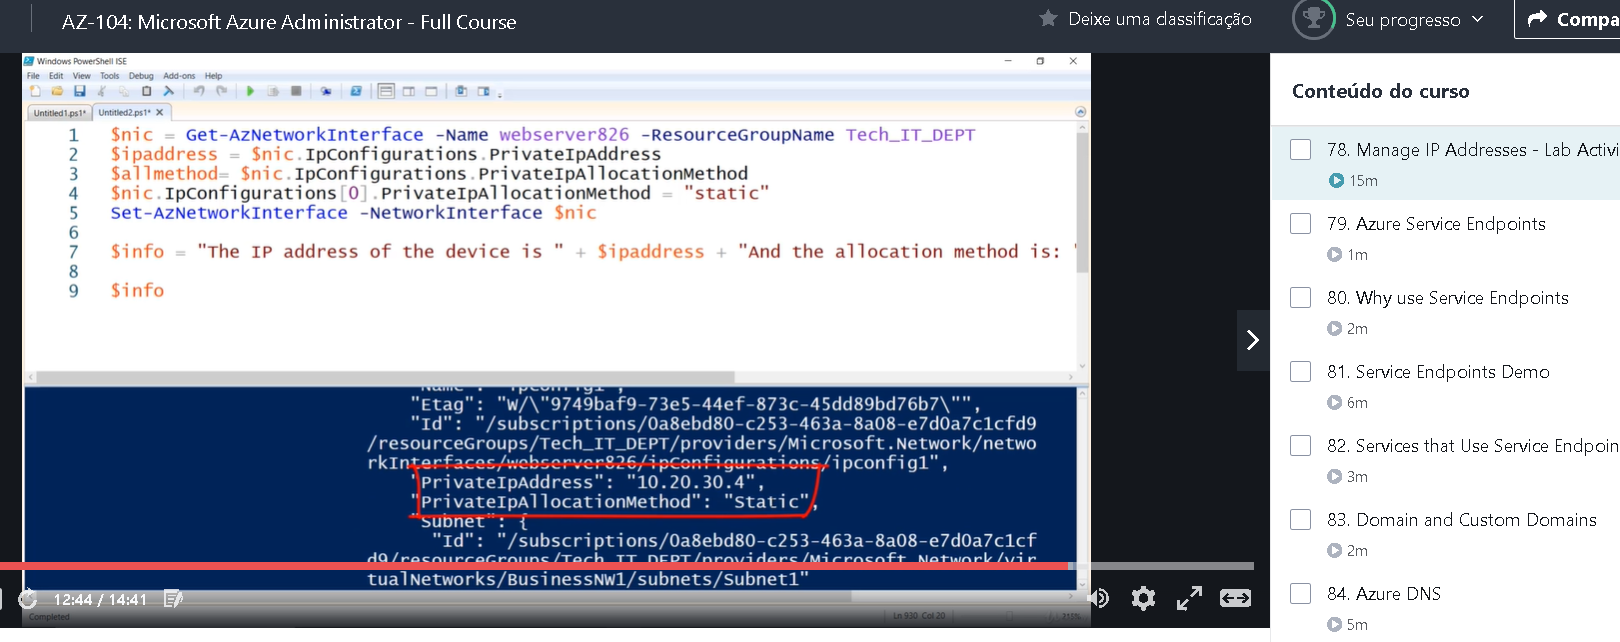 AZ-104: Microsoft Azure Administrator - Full Course
Deixe uma classificação
Seu progresso
Compa
Windows PowerShell ISE
File Edit View Tools Debug Add-ons Help
Untitled1.ps1* Untitled2.ps1* X
1 $nic = Get-AzNetworkInterface -Name webserver826 -ResourceGroupName Tech_IT_DEPT
2 $ipaddress = $nic.IpConfigurations.PrivateIpAddress
3 $allmethod= $nic.IpConfigurations.PrivateIpAllocationMethod
4 $nic.IpConfigurations[0].PrivateIpAllocationMethod = "static"
5 Set-AzNetworkInterface -NetworkInterface $nic
6
7 $info = "The IP address of the device is " + $ipaddress + "And the allocation method is: "
8
9 $info
"Name": "ipconfig1",
"Etag": "W/\"9749baf9-73e5-44ef-873c-45dd89bd76b7\"",
"Id": "/subscriptions/0a8ebd80-c253-463a-8a08-e7d0a7c1cfd9
/resourceGroups/Tech_IT_DEPT/providers/Microsoft.Network/netwo
rkInterfaces/webserver826/ipConfigurations/ipconfig1",
"PrivateIpAddress": "10.20.30.4",
"PrivateIpAllocationMethod": "Static",
"Subnet": {
"Id": "/subscriptions/0a8ebd80-c253-463a-8a08-e7d0a7c1cf
d9/resourceGroups/Tech_IT_DEPT/providers/Microsoft.Network/vir
tualNetworks/BusinessNW1/subnets/Subnet1"
12:44 / 14:41
Completed
Ln 930 Col 20
215%
Conteúdo do curso
78. Manage IP Addresses - Lab Activi
15m
79. Azure Service Endpoints
1m
80. Why use Service Endpoints
2m
81. Service Endpoints Demo
6m
82. Services that Use Service Endpoin
3m
83. Domain and Custom Domains
2m
84. Azure DNS
5m